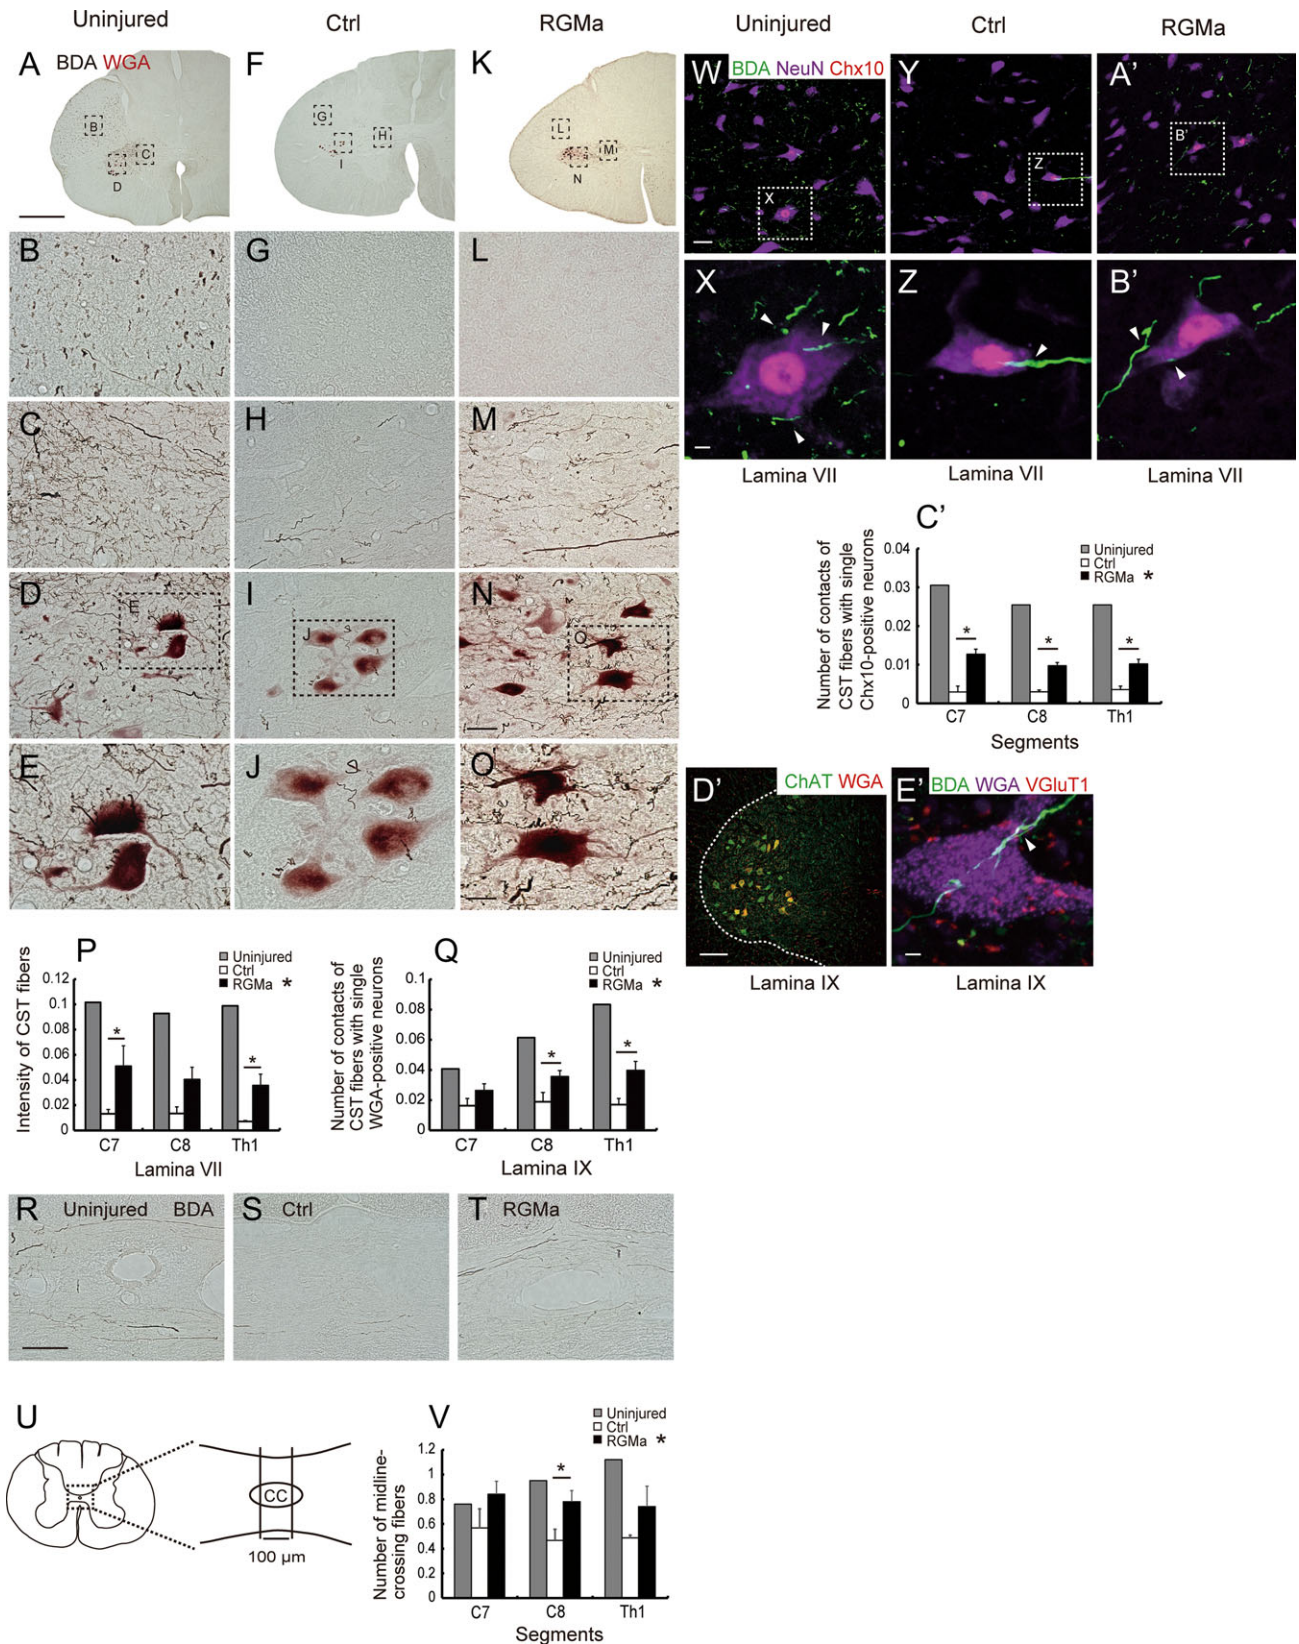 Uninjured Ctrl RGMa
A BDA WGA
B
C
D
F
G
H
I
K
L
M
N
B
G
L
C
H
M
D
E
I
J
N
O
E
J
O
P
Intensity of CST fibers
0.12
0.1
0.08
0.06
0.04
0.02
0
Uninjured
Ctrl
RGMa *
*
*
C7 C8 Th1
Lamina VII
Q
Number of contacts of
CST fibers with single
WGA-positive neurons
0.1
0.08
0.06
0.04
0.02
0
Uninjured
Ctrl
RGMa *
*
*
C7 C8 Th1
Lamina IX
R Uninjured BDA
S Ctrl
T RGMa
U
CC
100 µm
V
Number of midline-
crossing fibers
1.2
1
0.8
0.6
0.4
0.2
0
Uninjured
Ctrl
RGMa *
*
C7 C8 Th1
Segments
Uninjured Ctrl RGMa
W BDA NeuN Chx10
X
Y
Z
A'
B'
X
Z
B'
Lamina VII Lamina VII Lamina VII
C'
Number of contacts of
CST fibers with single
Chx10-positive neurons
0.04
0.03
0.02
0.01
0
Uninjured
Ctrl
RGMa *
*
*
*
C7 C8 Th1
Segments
D' ChAT WGA
E' BDA WGA VGluT1
Lamina IX Lamina IX